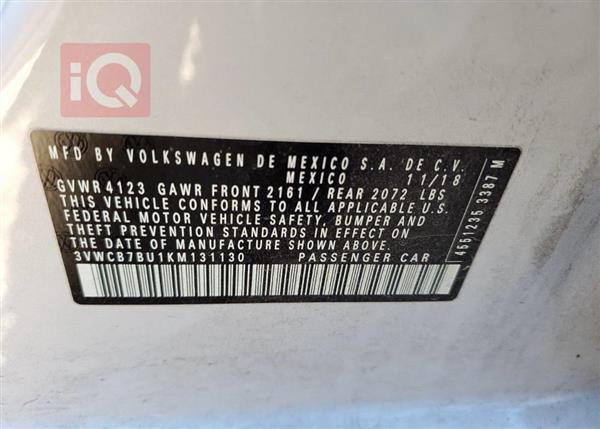 iQ
MFD BY VOLKSWAGEN DE MEXICO S.A. DE C.V.
MEXICO 11/18
GVWR 4123 GAWR FRONT 2161 / REAR 2072 LBS
THIS VEHICLE CONFORMS TO ALL APPLICABLE U.S.
FEDERAL MOTOR VEHICLE SAFETY, BUMPER AND
THEFT PREVENTION STANDARDS IN EFFECT ON
THE DATE OF MANUFACTURE SHOWN ABOVE.
3VWCB7BU1KM131130 PASSENGER CAR
4551235 3387 M